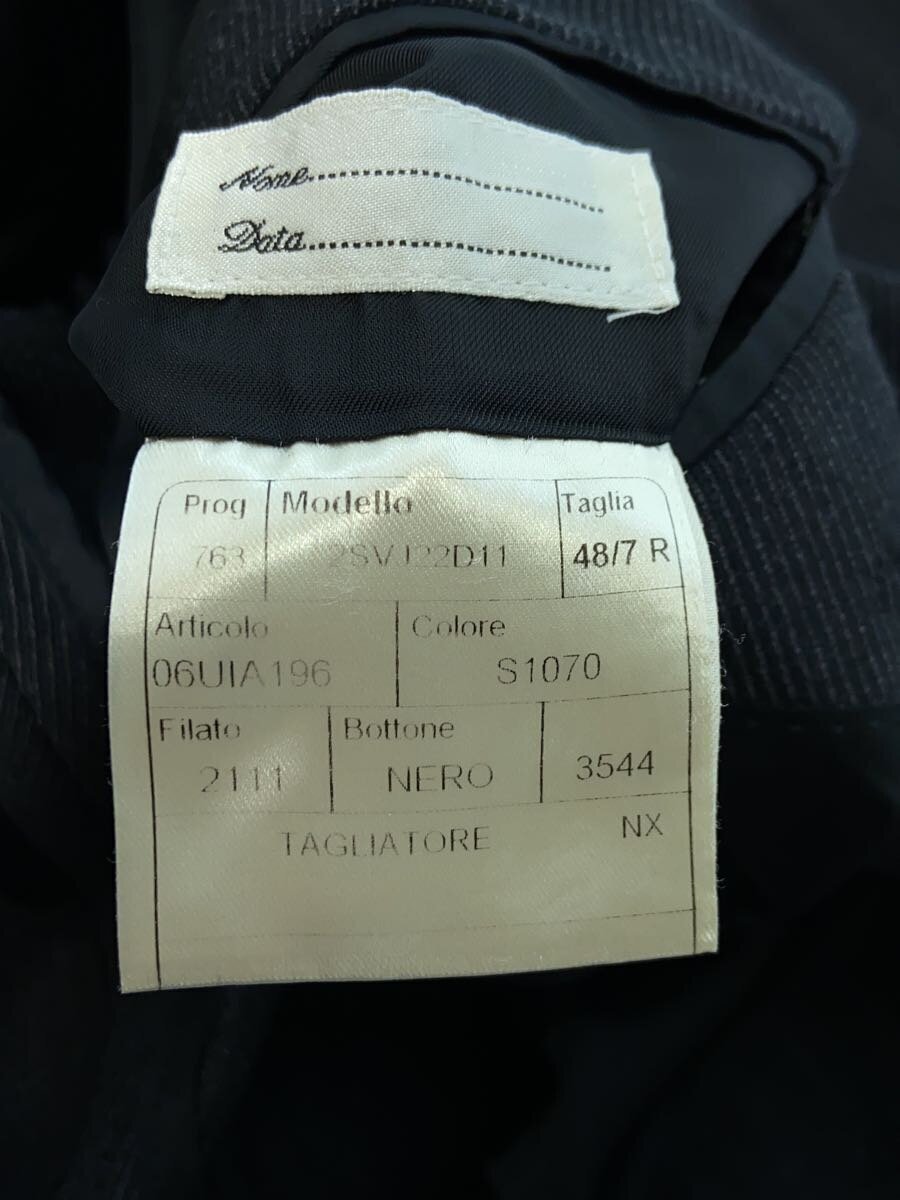 Nome
Data
Prog Modello Taglia
763 2SVJ22D11 48/7 R
Articolo Colore
06UIA196 S1070
Filato Bottone
2111 NERO 3544
TAGLIATORE NX